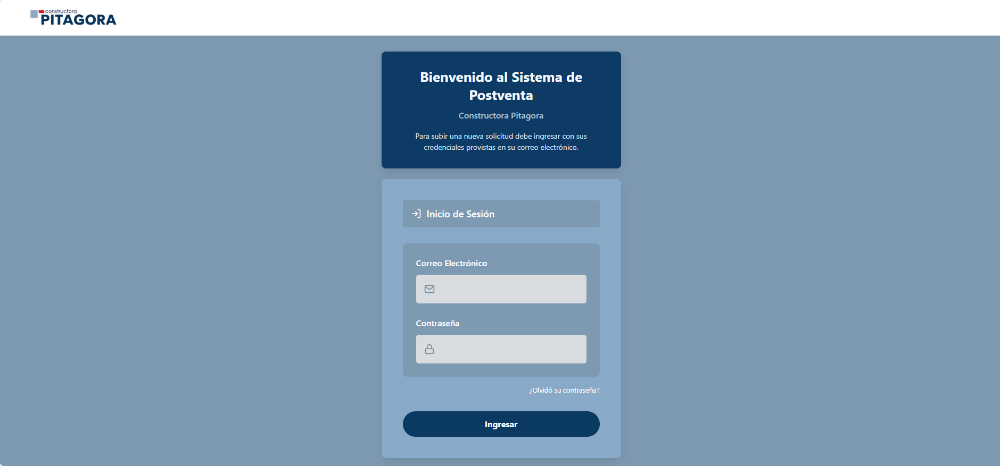 constructora
PITAGORA
Bienvenido al Sistema de
Postventa
Constructora Pitagora
Para subir una nueva solicitud debe ingresar con sus
credenciales provistas en su correo electrónico.
Inicio de Sesión
Correo Electrónico
Contraseña
¿Olvidó su contraseña?
Ingresar